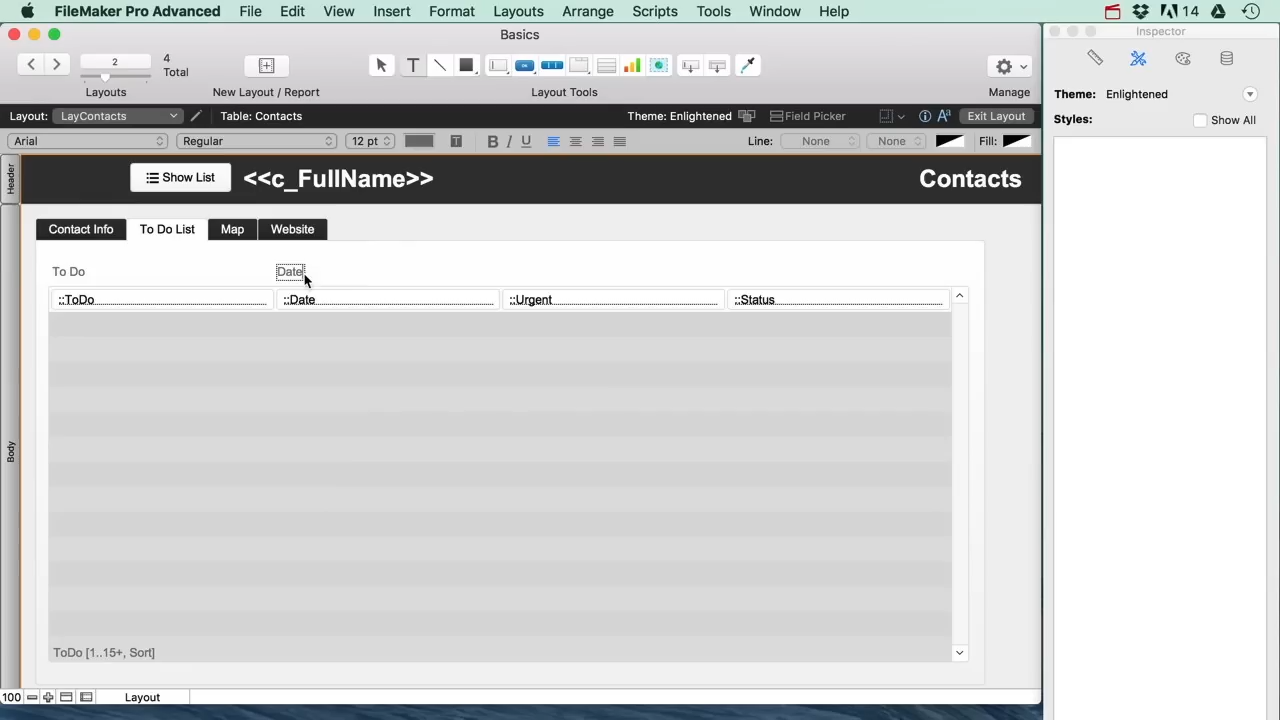 FileMaker Pro Advanced File Edit View Insert Format Layouts Arrange Scripts Tools Window Help 14
Basics
Inspector
2
4
Total
Layouts
New Layout / Report
Layout Tools
Manage
Theme: Enlightened
Layout: LayContacts
Table: Contacts
Theme: Enlightened
Field Picker
Exit Layout
Styles:
Show All
Arial
Regular
12 pt
B I U
Line:
None
None
Fill:
Header
Show List
<<c_FullName>>
Contacts
Contact Info
To Do List
Map
Website
To Do
Date
::ToDo
::Date
::Urgent
::Status
Body
ToDo [1..15+, Sort]
100
Layout